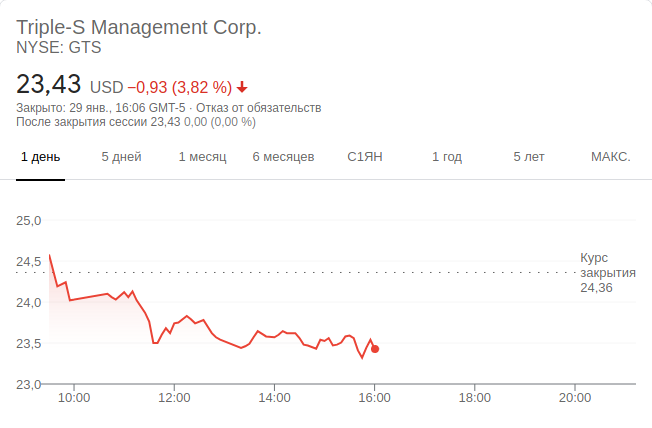 Triple-S Management Corp.
NYSE: GTS
23,43 USD −0,93 (3,82 %)
Закрыто: 29 янв., 16:06 GMT-5 · Отказ от обязательств
После закрытия сессии 23,43 0,00 (0,00 %)
1 день 5 дней 1 месяц 6 месяцев С1ЯН 1 год 5 лет МАКС.
25,0
24,5
24,0
23,5
23,0
Курс
закрытия
24,36
10:00 12:00 14:00 16:00 18:00 20:00